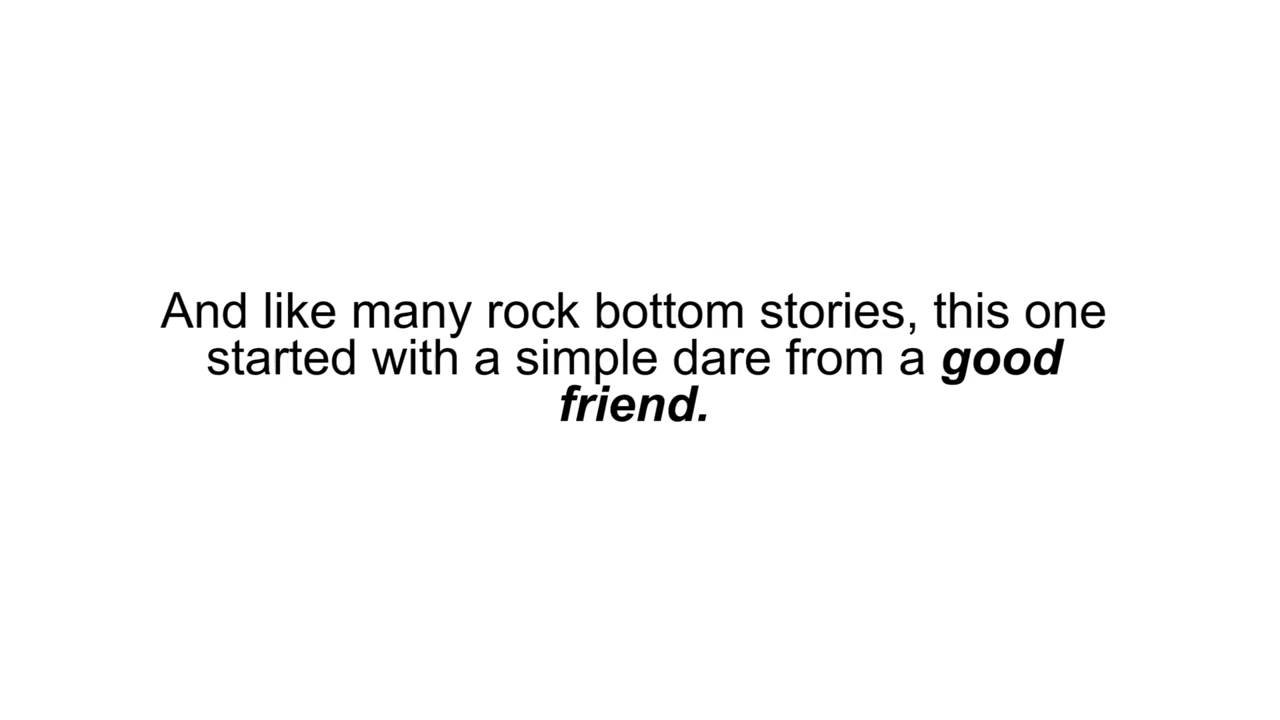 And like many rock bottom stories, this one
started with a simple dare from a good
friend.